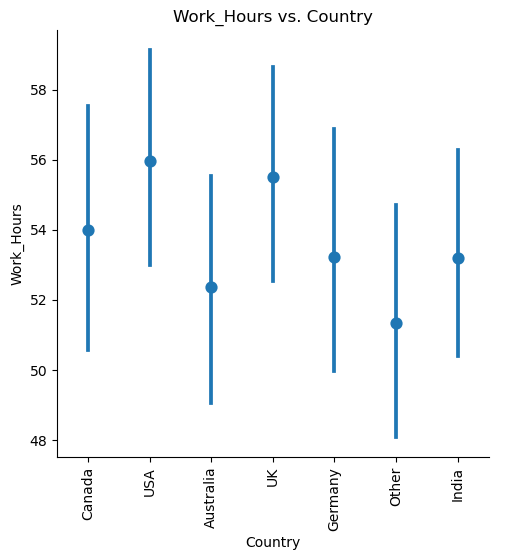 Work_Hours vs. Country
Work_Hours
58
56
54
52
50
48
Canada
USA
Australia
UK
Germany
Other
India
Country